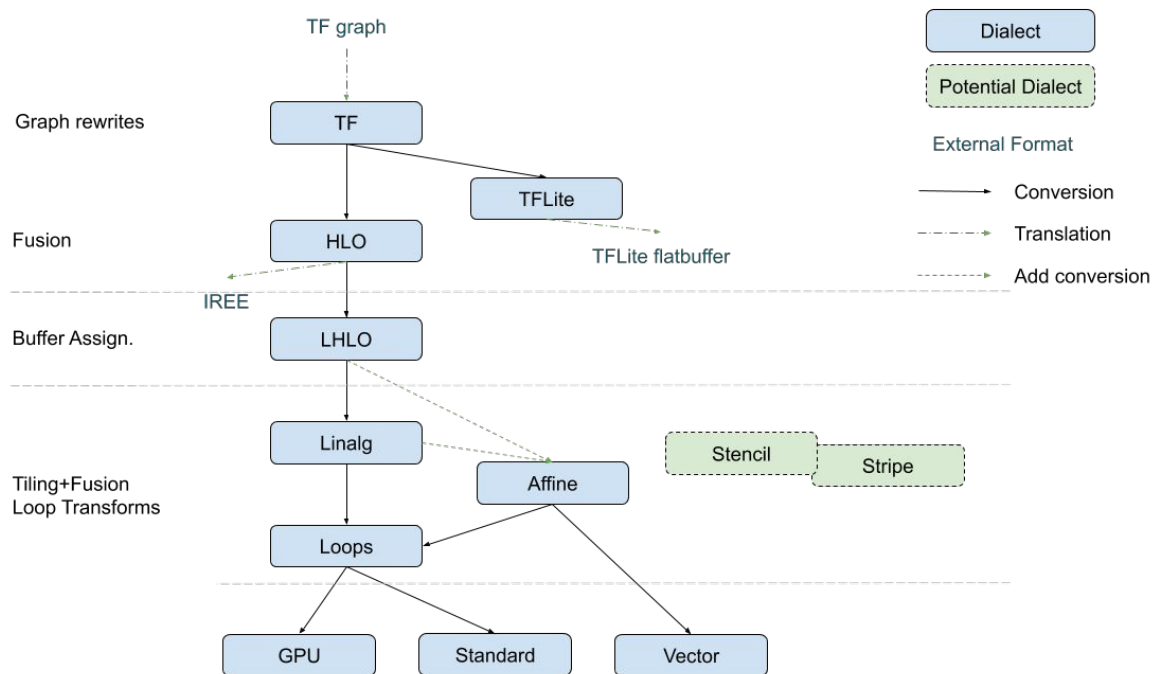 TF graph
Dialect
Potential Dialect
Graph rewrites
TF
External Format
TFLite
Conversion
Fusion
HLO
TFLite flatbuffer
Translation
IREE
Add conversion
Buffer Assign.
LHLO
Linalg
Stencil
Stripe
Affine
Tiling+Fusion
Loop Transforms
Loops
GPU
Standard
Vector